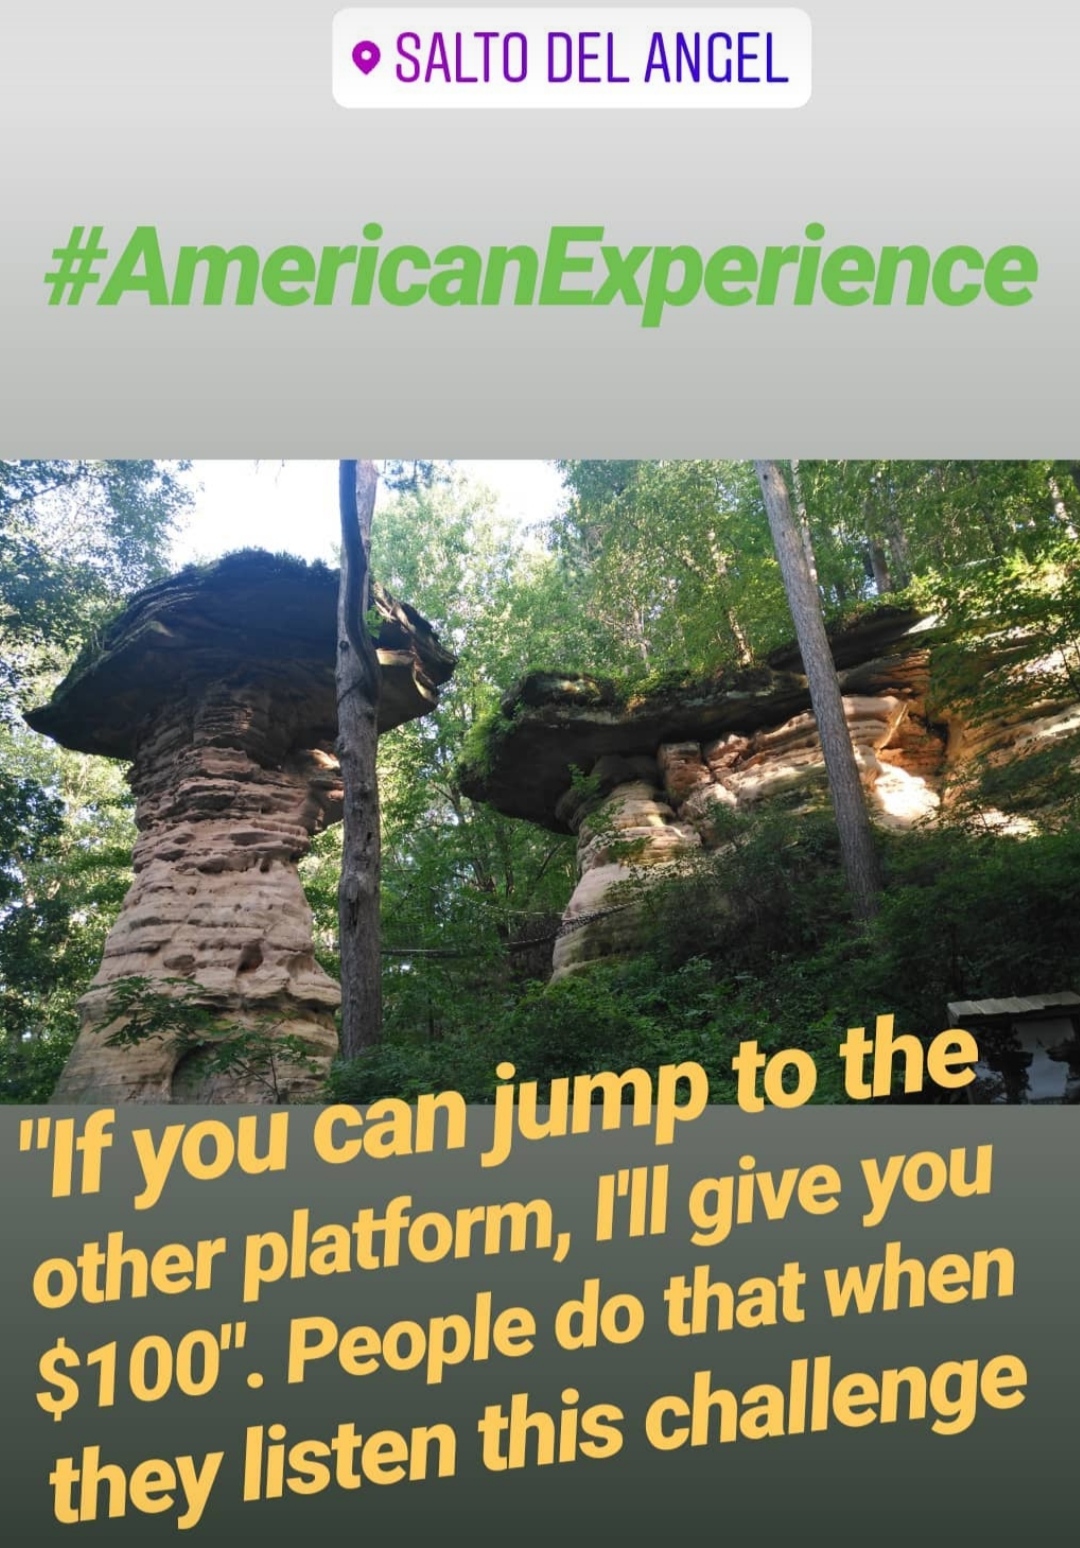 SALTO DEL ANGEL
#AmericanExperience
"If you can jump to the
other platform, I'll give you
$100". People do that when
they listen this challenge